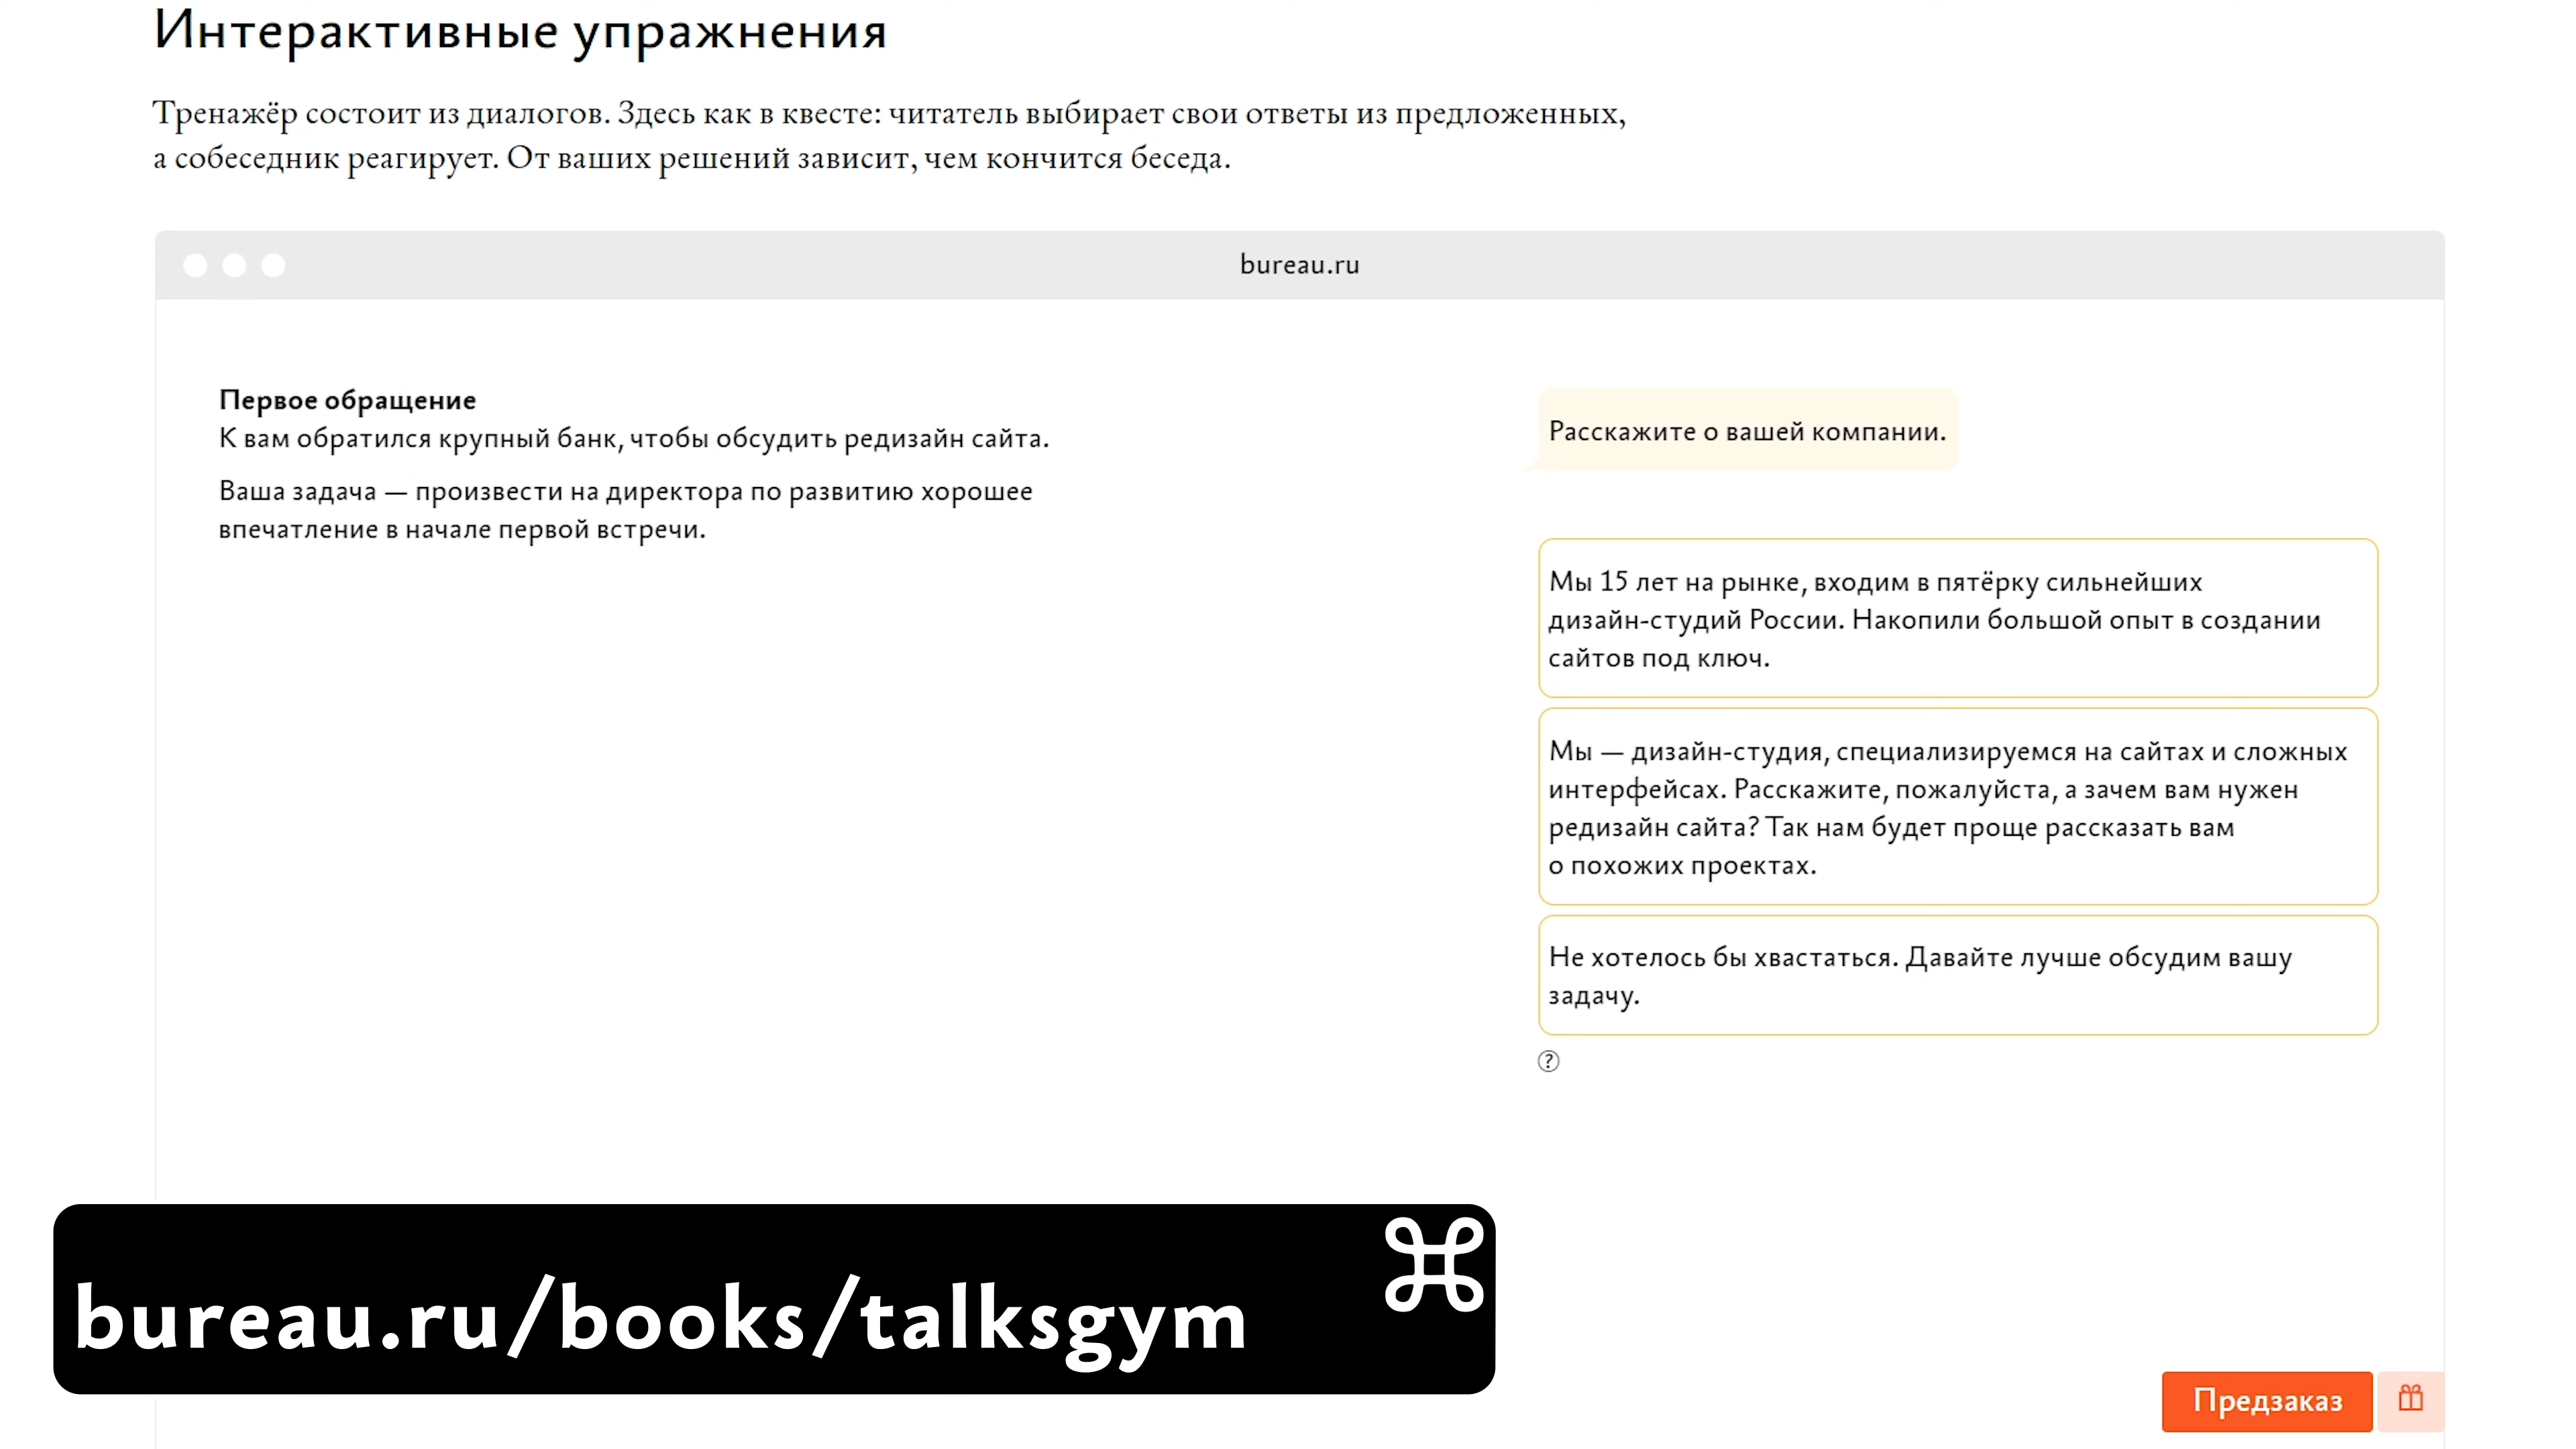 Интерактивные упражнения
Тренажёр состоит из диалогов. Здесь как в квесте: читатель выбирает свои ответы из предложенных,
а собеседник реагирует. От ваших решений зависит, чем кончится беседа.
bureau.ru
Первое обращение
К вам обратился крупный банк, чтобы обсудить редизайн сайта.
Ваша задача — произвести на директора по развитию хорошее
впечатление в начале первой встречи.
Расскажите о вашей компании.
Мы 15 лет на рынке, входим в пятёрку сильнейших
дизайн-студий России. Накопили большой опыт в создании
сайтов под ключ.
Мы — дизайн-студия, специализируемся на сайтах и сложных
интерфейсах. Расскажите, пожалуйста, а зачем вам нужен
редизайн сайта? Так нам будет проще рассказать вам
о похожих проектах.
Не хотелось бы хвастаться. Давайте лучше обсудим вашу
задачу.
?
bureau.ru/books/talksgym ⌘
Предзаказ